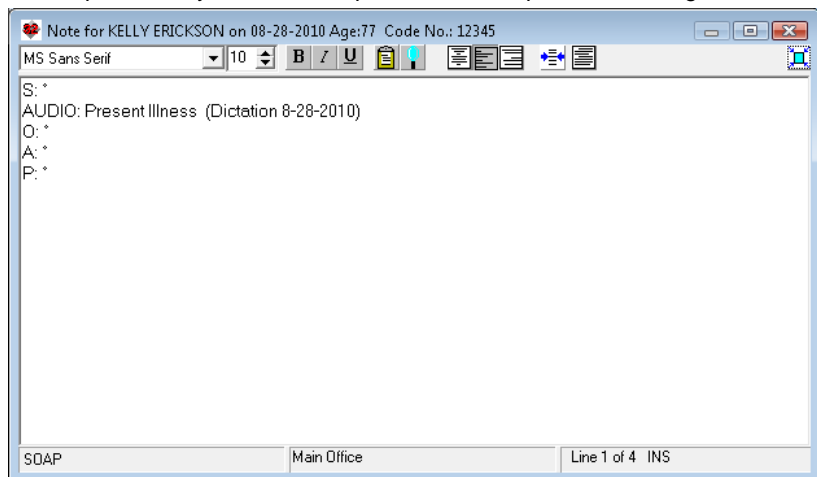 Note for KELLY ERICKSON on 08-28-2010 Age:77 Code No.: 12345
MS Sans Serif 10 B I U
S: *
AUDIO: Present Illness (Dictation 8-28-2010)
O: *
A: *
P: *
SOAP Main Office Line 1 of 4 INS